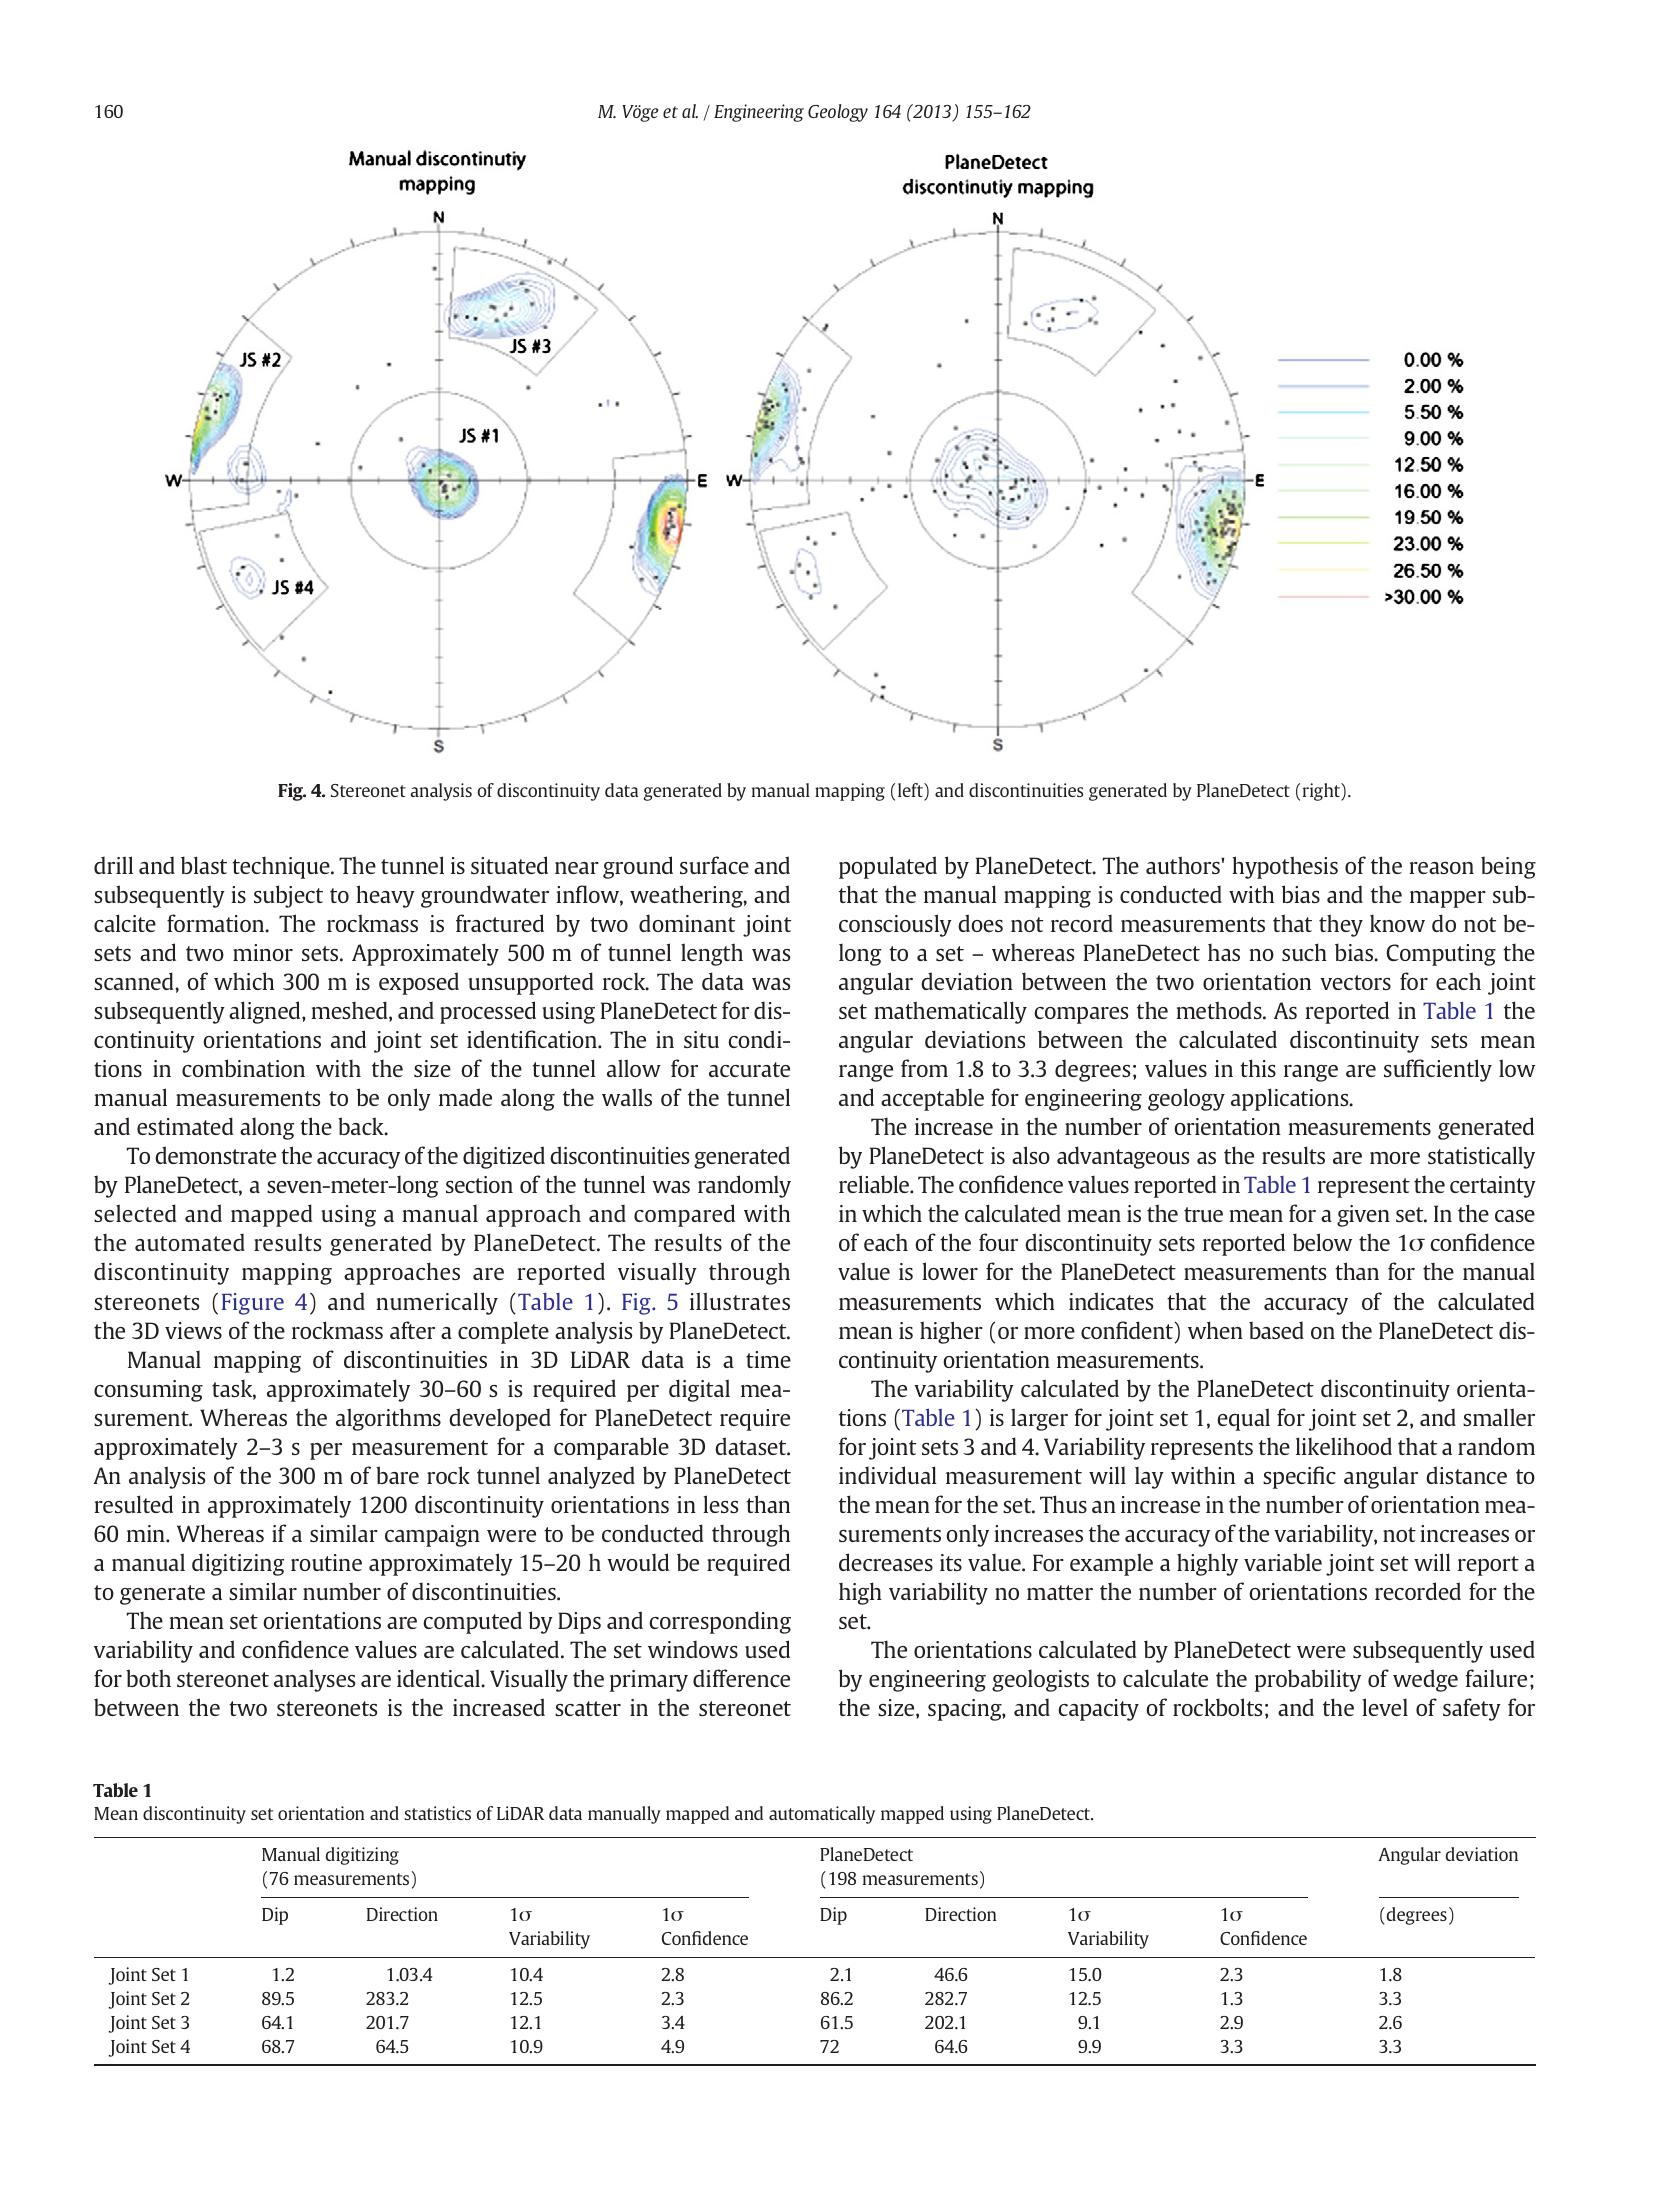 160
M. Vöge et al. / Engineering Geology 164 (2013) 155–162
Manual discontinutiy
mapping
PlaneDetect
discontinutiy mapping
N
N
JS #3
JS #2
JS #1
W
E
W
E
JS #4
S
S
0.00 %
2.00 %
5.50 %
9.00 %
12.50 %
16.00 %
19.50 %
23.00 %
26.50 %
>30.00 %
Fig. 4. Stereonet analysis of discontinuity data generated by manual mapping (left) and discontinuities generated by PlaneDetect (right).
drill and blast technique. The tunnel is situated near ground surface and
subsequently is subject to heavy groundwater inflow, weathering, and
calcite formation. The rockmass is fractured by two dominant joint
sets and two minor sets. Approximately 500 m of tunnel length was
scanned, of which 300 m is exposed unsupported rock. The data was
subsequently aligned, meshed, and processed using PlaneDetect for dis-
continuity orientations and joint set identification. The in situ condi-
tions in combination with the size of the tunnel allow for accurate
manual measurements to be only made along the walls of the tunnel
and estimated along the back.
To demonstrate the accuracy of the digitized discontinuities generated
by PlaneDetect, a seven-meter-long section of the tunnel was randomly
selected and mapped using a manual approach and compared with
the automated results generated by PlaneDetect. The results of the
discontinuity mapping approaches are reported visually through
stereonets (Figure 4) and numerically (Table 1). Fig. 5 illustrates
the 3D views of the rockmass after a complete analysis by PlaneDetect.
Manual mapping of discontinuities in 3D LiDAR data is a time
consuming task, approximately 30–60 s is required per digital mea-
surement. Whereas the algorithms developed for PlaneDetect require
approximately 2–3 s per measurement for a comparable 3D dataset.
An analysis of the 300 m of bare rock tunnel analyzed by PlaneDetect
resulted in approximately 1200 discontinuity orientations in less than
60 min. Whereas if a similar campaign were to be conducted through
a manual digitizing routine approximately 15–20 h would be required
to generate a similar number of discontinuities.
The mean set orientations are computed by Dips and corresponding
variability and confidence values are calculated. The set windows used
for both stereonet analyses are identical. Visually the primary difference
between the two stereonets is the increased scatter in the stereonet
populated by PlaneDetect. The authors' hypothesis of the reason being
that the manual mapping is conducted with bias and the mapper sub-
consciously does not record measurements that they know do not be-
long to a set – whereas PlaneDetect has no such bias. Computing the
angular deviation between the two orientation vectors for each joint
set mathematically compares the methods. As reported in Table 1 the
angular deviations between the calculated discontinuity sets mean
range from 1.8 to 3.3 degrees; values in this range are sufficiently low
and acceptable for engineering geology applications.
The increase in the number of orientation measurements generated
by PlaneDetect is also advantageous as the results are more statistically
reliable. The confidence values reported in Table 1 represent the certainty
in which the calculated mean is the true mean for a given set. In the case
of each of the four discontinuity sets reported below the 1σ confidence
value is lower for the PlaneDetect measurements than for the manual
measurements which indicates that the accuracy of the calculated
mean is higher (or more confident) when based on the PlaneDetect dis-
continuity orientation measurements.
The variability calculated by the PlaneDetect discontinuity orienta-
tions (Table 1) is larger for joint set 1, equal for joint set 2, and smaller
for joint sets 3 and 4. Variability represents the likelihood that a random
individual measurement will lay within a specific angular distance to
the mean for the set. Thus an increase in the number of orientation mea-
surements only increases the accuracy of the variability, not increases or
decreases its value. For example a highly variable joint set will report a
high variability no matter the number of orientations recorded for the
set.
The orientations calculated by PlaneDetect were subsequently used
by engineering geologists to calculate the probability of wedge failure;
the size, spacing, and capacity of rockbolts; and the level of safety for
Table 1
Mean discontinuity set orientation and statistics of LiDAR data manually mapped and automatically mapped using PlaneDetect.
Manual digitizing PlaneDetect Angular deviation
(76 measurements) (198 measurements)
Dip Direction 1σ 1σ Dip Direction 1σ 1σ (degrees)
Variability Confidence Variability Confidence
Joint Set 1 1.2 1.03.4 10.4 2.8 2.1 46.6 15.0 2.3 1.8
Joint Set 2 89.5 283.2 12.5 2.3 86.2 282.7 12.5 1.3 3.3
Joint Set 3 64.1 201.7 12.1 3.4 61.5 202.1 9.1 2.9 2.6
Joint Set 4 68.7 64.5 10.9 4.9 72 64.6 9.9 3.3 3.3